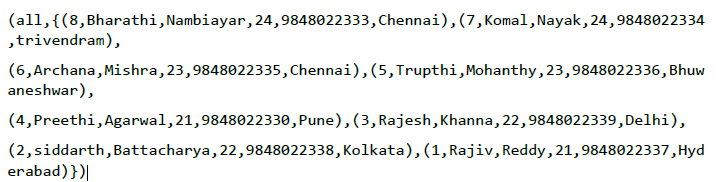 (all,{(8,Bharathi,Nambiayar,24,9848022333,Chennai),(7,Komal,Nayak,24,9848022334
,trivendram),
(6,Archana,Mishra,23,9848022335,Chennai),(5,Trupthi,Mohanthy,23,9848022336,Bhuw
aneshwar),
(4,Preethi,Agarwal,21,9848022330,Pune),(3,Rajesh,Khanna,22,9848022339,Delhi),
(2,siddarth,Battacharya,22,9848022338,Kolkata),(1,Rajiv,Reddy,21,9848022337,Hyd
erabad)})